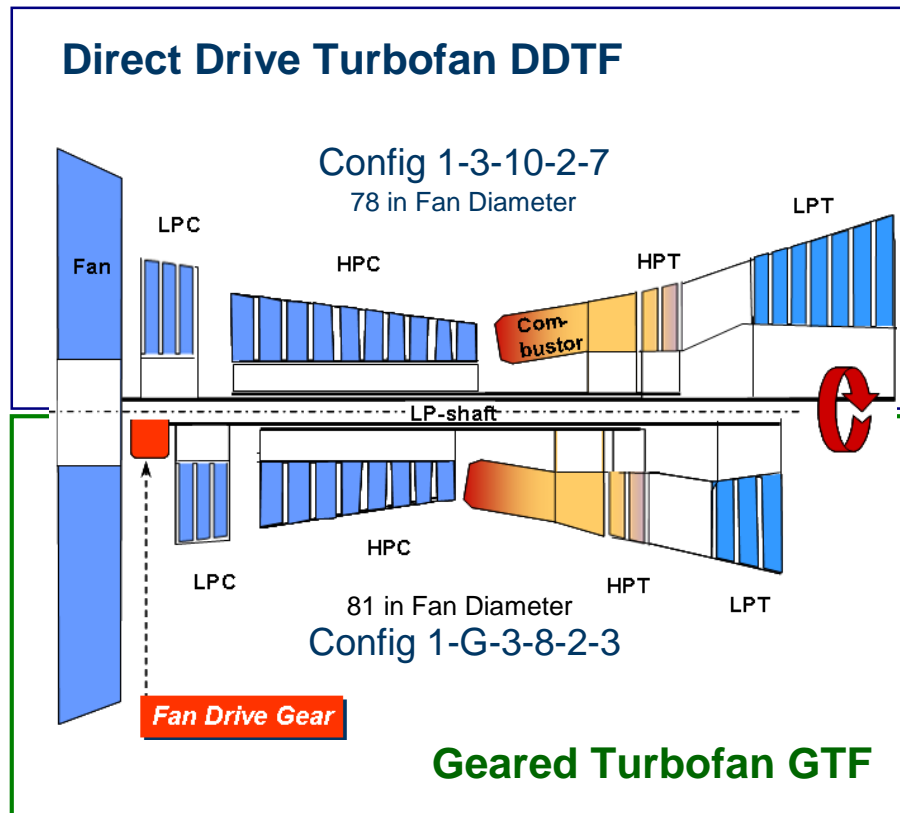 Direct Drive Turbofan DDTF
Config 1-3-10-2-7
78 in Fan Diameter
LPC
LPT
Fan
HPC
HPT
Com-
bustor
LP-shaft
LPC
HPC
HPT
LPT
81 in Fan Diameter
Config 1-G-3-8-2-3
Fan Drive Gear
Geared Turbofan GTF